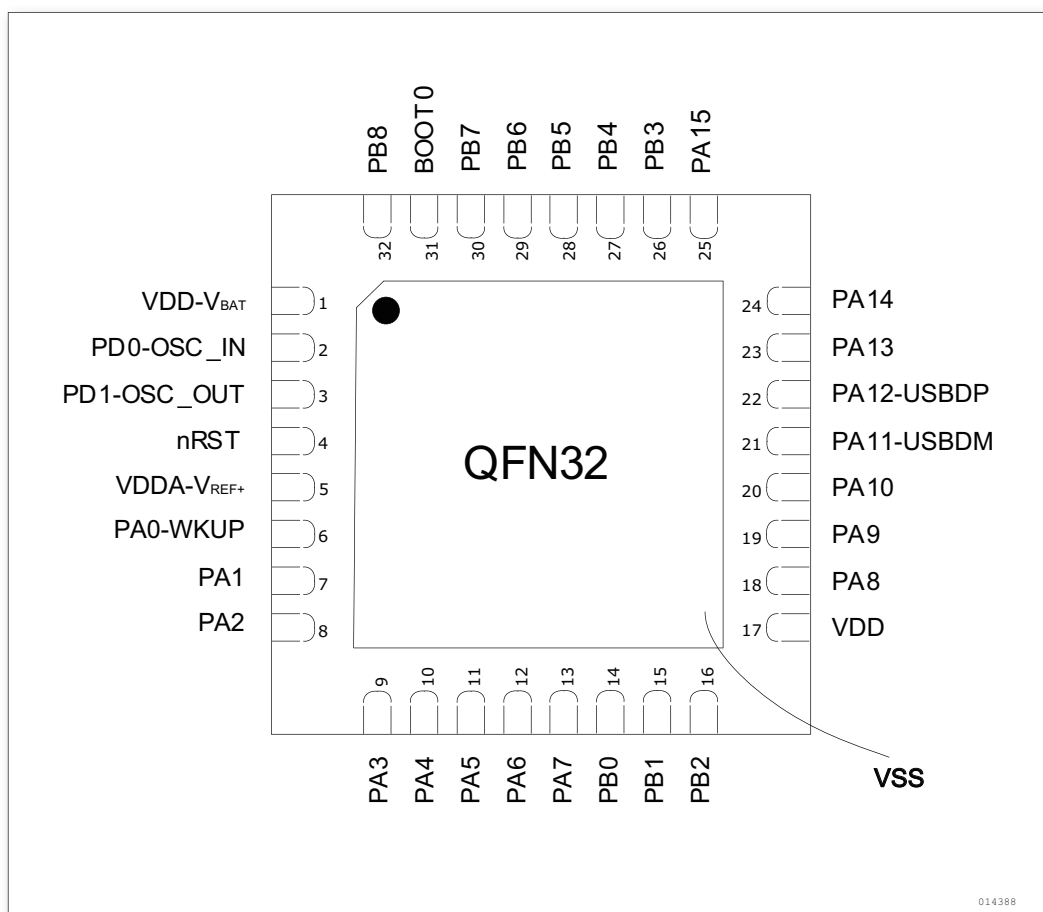 PB8
BOOT0
PB7
PB6
PB5
PB4
PB3
PA15
32
31
30
29
28
27
26
25
VDD-VBAT
1
PD0-OSC_IN
2
PD1-OSC_OUT
3
nRST
4
VDDA-VREF+
5
PA0-WKUP
6
PA1
7
PA2
8
QFN32
24
PA14
23
PA13
22
PA12-USBDP
21
PA11-USBDM
20
PA10
19
PA9
18
PA8
17
VDD
9
10
11
12
13
14
15
16
PA3
PA4
PA5
PA6
PA7
PB0
PB1
PB2
VSS
014388